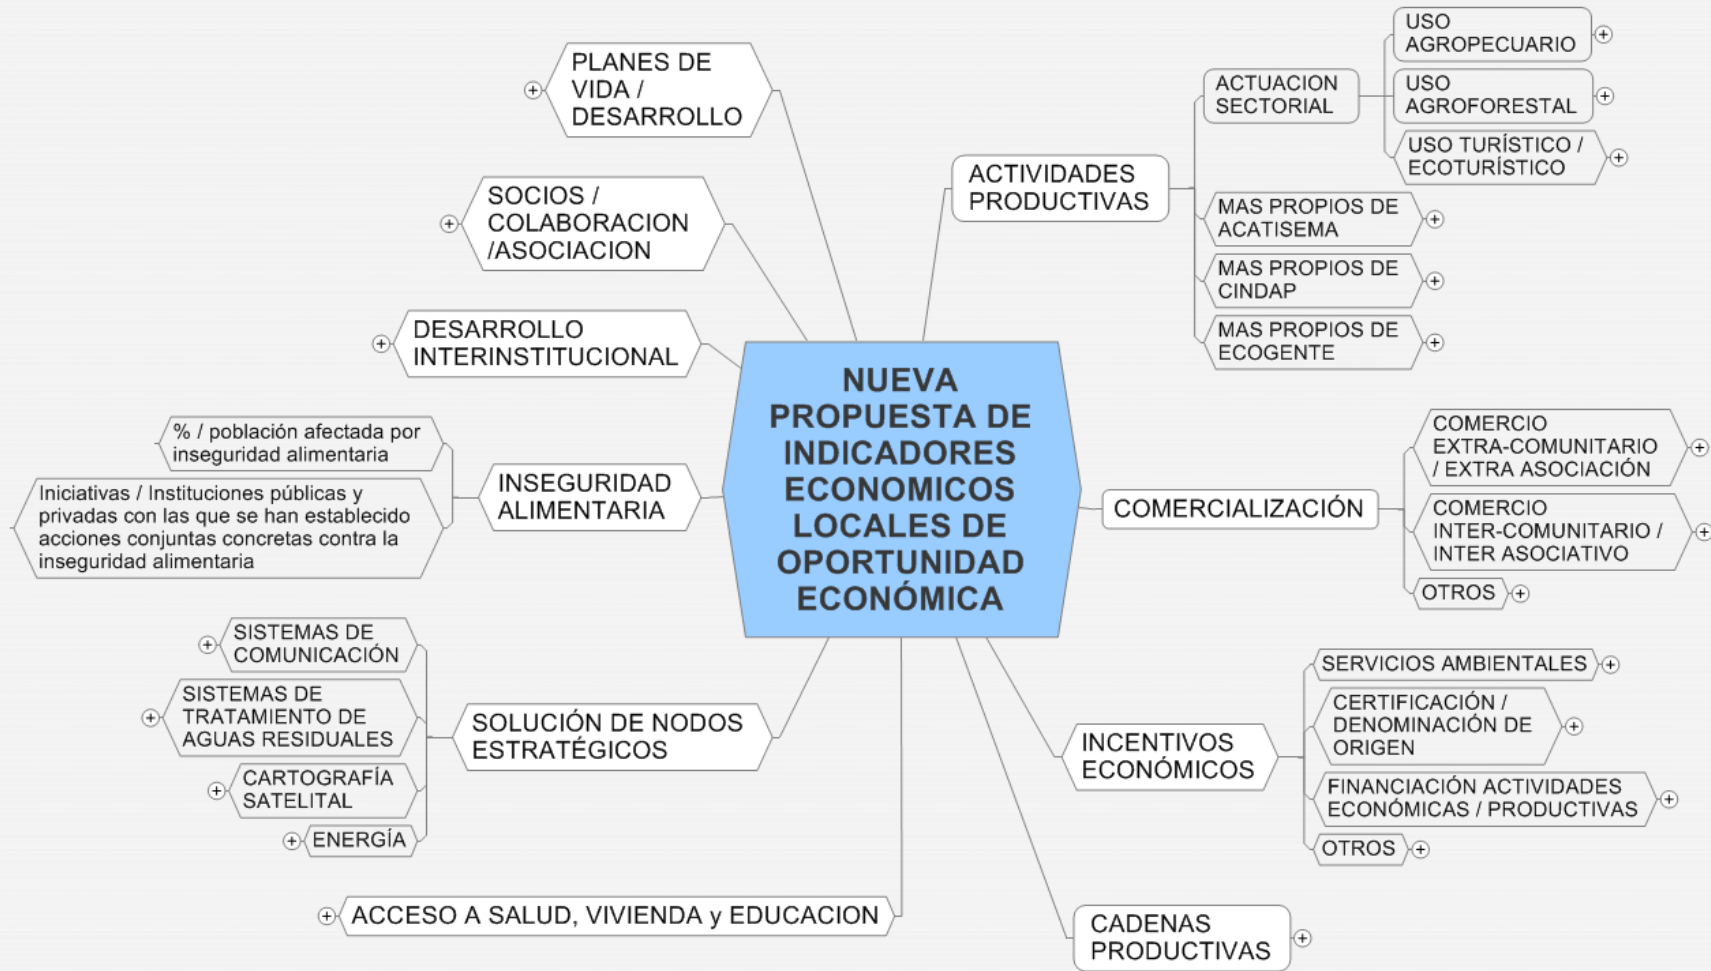 NUEVA
PROPUESTA DE
INDICADORES
ECONOMICOS
LOCALES DE
OPORTUNIDAD
ECONÓMICA
ACTIVIDADES
PRODUCTIVAS
ACTUACION
SECTORIAL
USO
AGROPECUARIO
USO
AGROFORESTAL
USO TURÍSTICO /
ECOTURÍSTICO
MAS PROPIOS DE
ACATISEMA
MAS PROPIOS DE
CINDAP
MAS PROPIOS DE
ECOGENTE
COMERCIALIZACIÓN
COMERCIO
EXTRA-COMUNITARIO
/ EXTRA ASOCIACIÓN
COMERCIO
INTER-COMUNITARIO /
INTER ASOCIATIVO
OTROS
INCENTIVOS
ECONÓMICOS
SERVICIOS AMBIENTALES
CERTIFICACIÓN /
DENOMINACIÓN DE
ORIGEN
FINANCIACIÓN ACTIVIDADES
ECONÓMICAS / PRODUCTIVAS
OTROS
CADENAS
PRODUCTIVAS
PLANES DE
VIDA /
DESARROLLO
SOCIOS /
COLABORACION
/ASOCIACION
DESARROLLO
INTERINSTITUCIONAL
INSEGURIDAD
ALIMENTARIA
% / población afectada por
inseguridad alimentaria
Iniciativas / Instituciones públicas y
privadas con las que se han establecido
acciones conjuntas concretas contra la
inseguridad alimentaria
SOLUCIÓN DE NODOS
ESTRATÉGICOS
SISTEMAS DE
COMUNICACIÓN
SISTEMAS DE
TRATAMIENTO DE
AGUAS RESIDUALES
CARTOGRAFÍA
SATELITAL
ENERGÍA
ACCESO A SALUD, VIVIENDA y EDUCACION